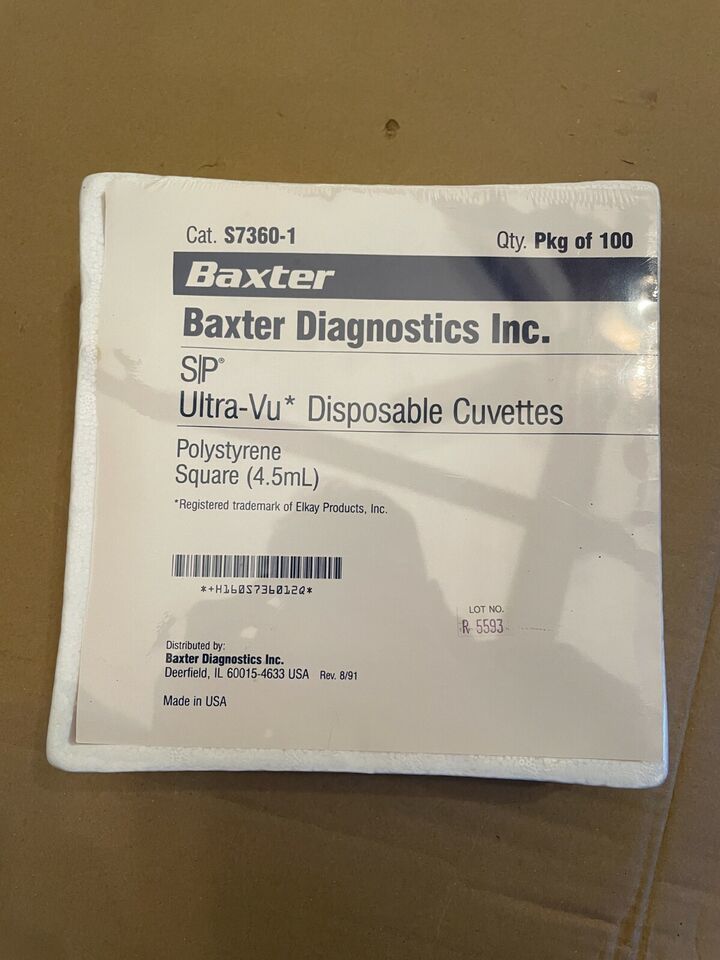 Cat. S7360-1
Qty. Pkg of 100
Baxter
Baxter Diagnostics Inc.
S|P®
Ultra-Vu* Disposable Cuvettes
Polystyrene
Square (4.5mL)
*Registered trademark of Elkay Products, Inc.
*+H160S736012Q*
LOT NO.
R 5593
Distributed by:
Baxter Diagnostics Inc.
Deerfield, IL 60015-4633 USA Rev. 8/91
Made in USA